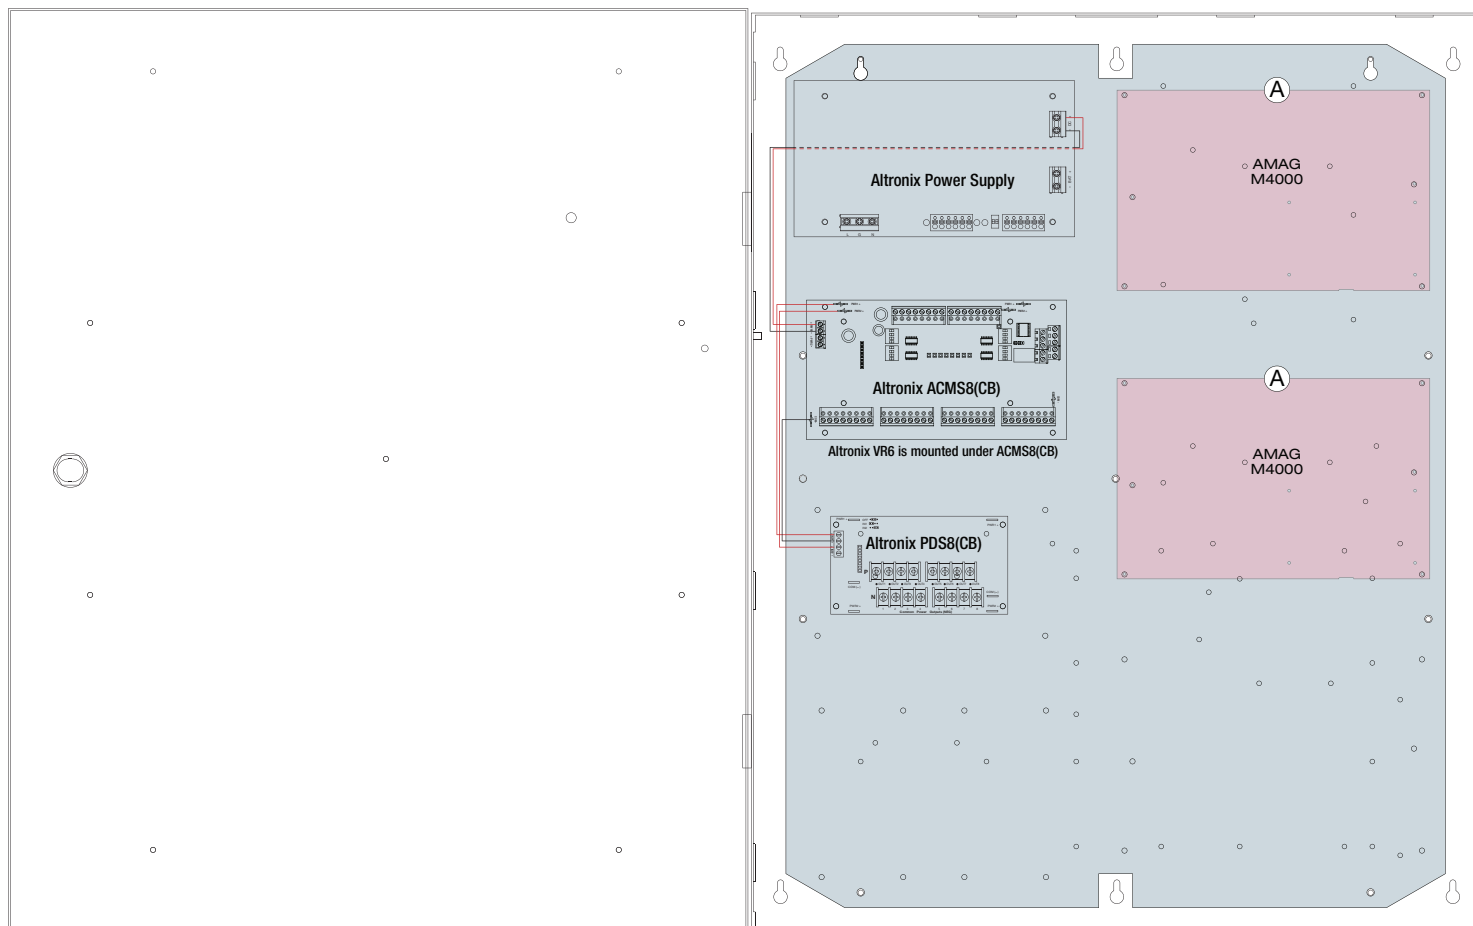 A
AMAG
M4000
Altronix Power Supply
L G N
Altronix ACMS8(CB)
Altronix VR6 is mounted under ACMS8(CB)
A
AMAG
M4000
Altronix PDS8(CB)
P
N